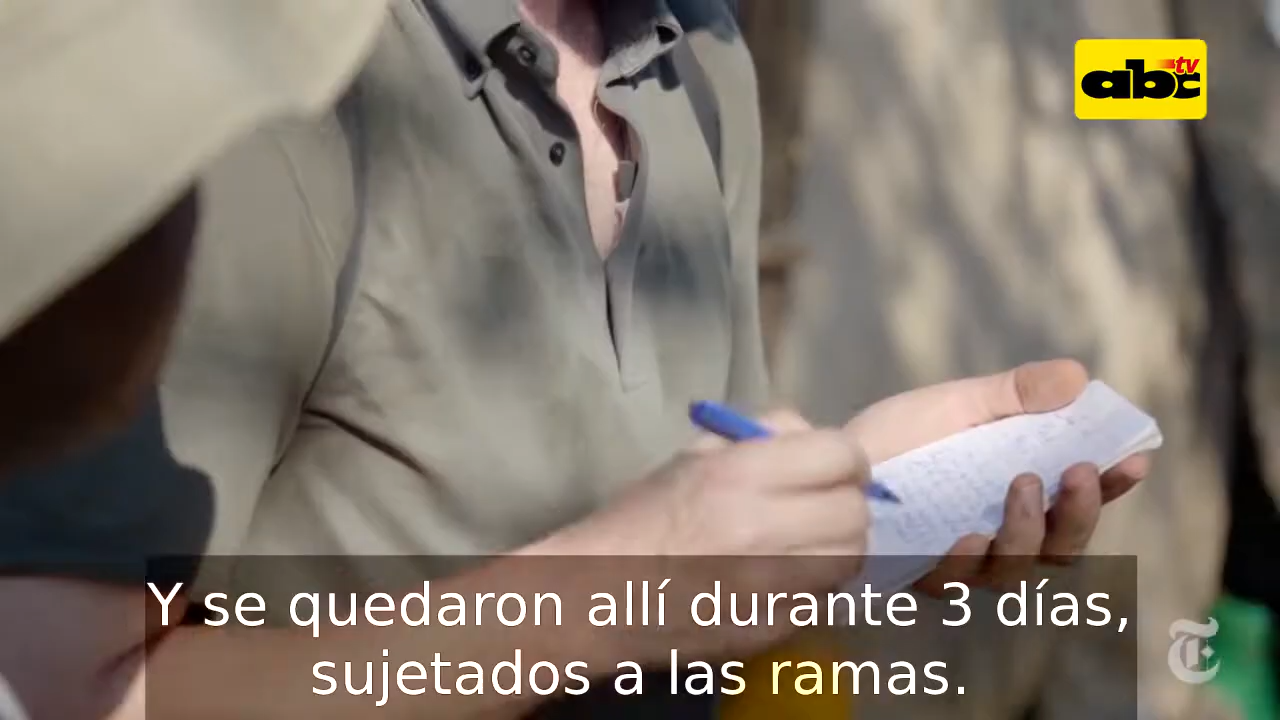 abc tv
Y se quedaron allí durante 3 días,
sujetados a las ramas.
T